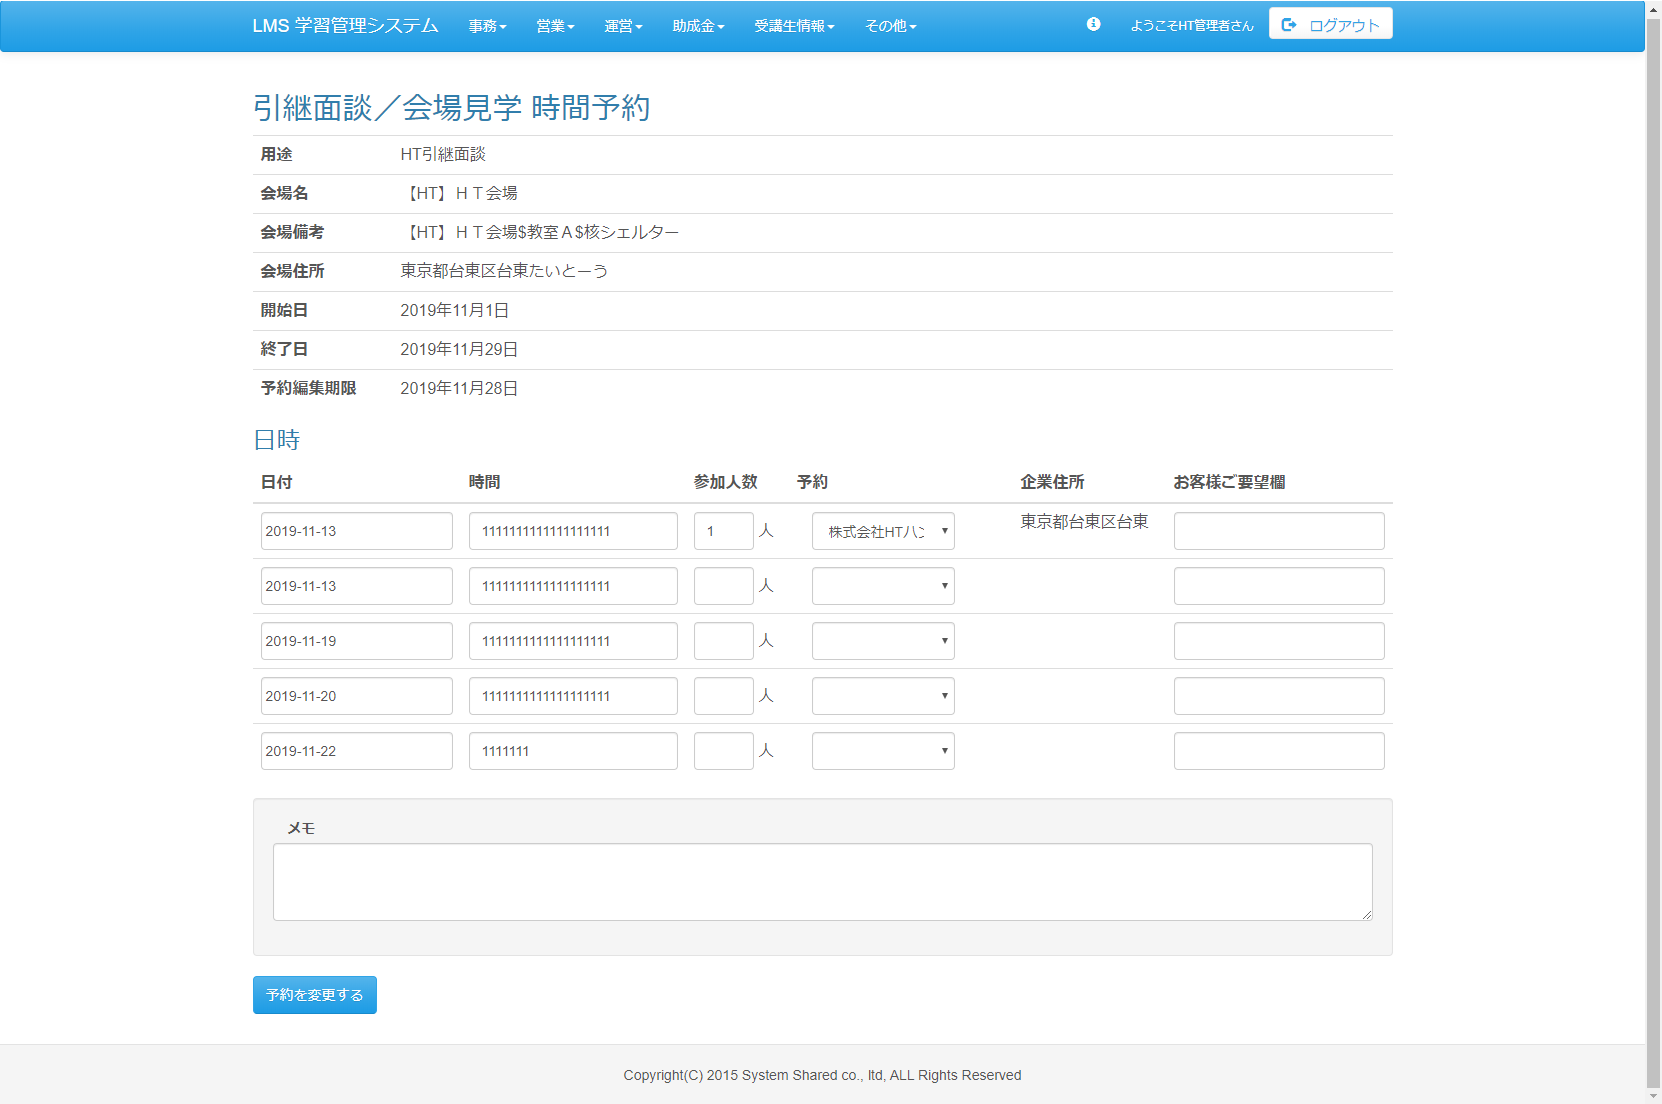 LMS 学習管理システム 事務 営業 運営 助成金 受講生情報 その他 ようこそHT管理者さん ログアウト
引継面談／会場見学 時間予約
用途 HT引継面談
会場名 【HT】ＨＴ会場
会場備考 【HT】ＨＴ会場$教室Ａ$核シェルター
会場住所 東京都台東区台東たいとーう
開始日 2019年11月1日
終了日 2019年11月29日
予約編集期限 2019年11月28日
日時
日付 時間 参加人数 予約 企業住所 お客様ご要望欄
2019-11-13 1111111111111111111 1 人 株式会社HTハン 東京都台東区台東
2019-11-13 1111111111111111111 人
2019-11-19 1111111111111111111 人
2019-11-20 1111111111111111111 人
2019-11-22 1111111 人
メモ
予約を変更する
Copyright(C) 2015 System Shared co., ltd, ALL Rights Reserved